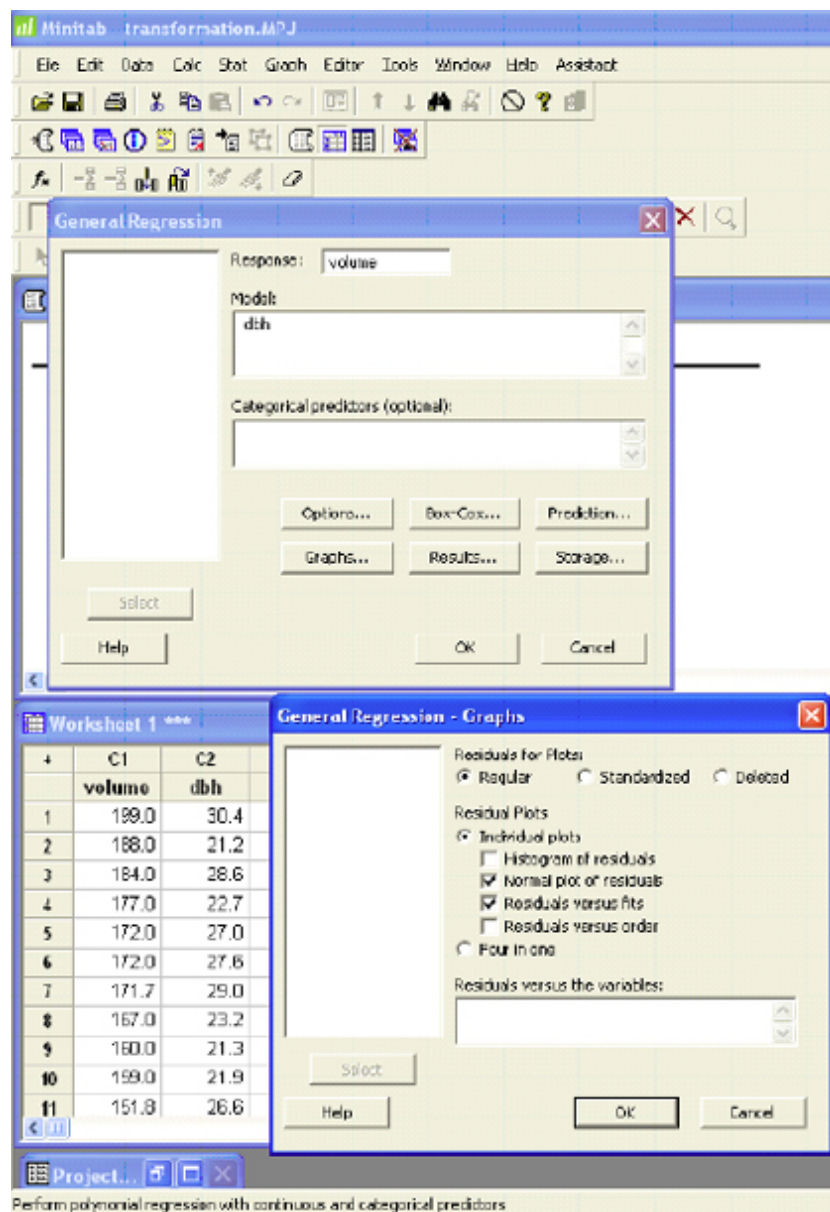 Minitab transformation.MPJ
File Edit Data Calc Stat Graph Editor Tools Window Help Assistant
General Regression
Response: volume
Model:
dbh
Categorical predictors (optional):
Options... Box-Cox... Prediction...
Graphs... Results... Storage...
Select
Help OK Cancel
Worksheet 1 ***
General Regression - Graphs
C1 C2
volume dbh
1 199.0 30.4
2 188.0 21.2
3 184.0 28.6
4 177.0 22.7
5 172.0 27.0
6 172.0 27.6
7 171.7 29.0
8 167.0 23.2
9 160.0 21.3
10 159.0 21.9
11 151.8 26.6
Residuals for Plots:
Regular Standardized Deleted
Residual Plots
Individual plots
Histogram of residuals
Normal plot of residuals
Residuals versus fits
Residuals versus order
Four in one
Residuals versus the variables:
Select
Help OK Cancel
Project...
Perform polynomial regression with continuous and categorical predictors